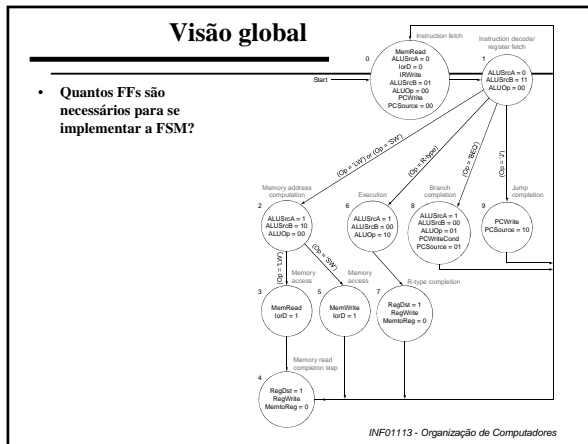 Visão global
• Quantos FFs são
necessários para se
implementar a FSM?
Start
Instruction fetch
0
MemRead
ALUSrcA = 0
IorD = 0
IRWrite
ALUSrcB = 01
ALUOp = 00
PCWrite
PCSource = 00
Instruction decode/
register fetch
1
ALUSrcA = 0
ALUSrcB = 11
ALUOp = 00
(Op = 'LW') or (Op = 'SW')
(Op = R-type)
(Op = 'BEQ')
(Op = 'J')
Memory address
computation
2
ALUSrcA = 1
ALUSrcB = 10
ALUOp = 00
Execution
6
ALUSrcA = 1
ALUSrcB = 00
ALUOp = 10
Branch
completion
8
ALUSrcA = 1
ALUSrcB = 00
ALUOp = 01
PCWriteCond
PCSource = 01
Jump
completion
9
PCWrite
PCSource = 10
(Op = 'LW')
(Op = 'SW')
Memory
access
3
MemRead
IorD = 1
Memory
access
5
MemWrite
IorD = 1
R-type completion
7
RegDst = 1
RegWrite
MemtoReg = 0
Memory read
completion step
4
RegDst = 1
RegWrite
MemtoReg = 0
INF01113 - Organização de Computadores